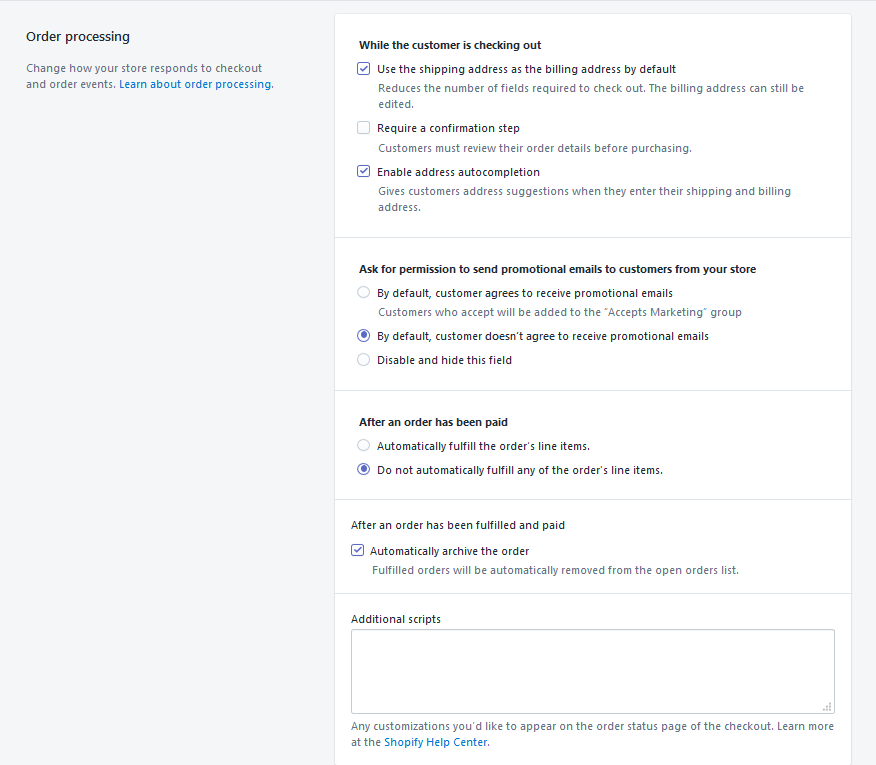 Order processing
Change how your store responds to checkout
and order events. Learn about order processing.
While the customer is checking out
Use the shipping address as the billing address by default
Reduces the number of fields required to check out. The billing address can still be
edited.
Require a confirmation step
Customers must review their order details before purchasing.
Enable address autocompletion
Gives customers address suggestions when they enter their shipping and billing
address.
Ask for permission to send promotional emails to customers from your store
By default, customer agrees to receive promotional emails
Customers who accept will be added to the "Accepts Marketing" group
By default, customer doesn't agree to receive promotional emails
Disable and hide this field
After an order has been paid
Automatically fulfill the order's line items.
Do not automatically fulfill any of the order's line items.
After an order has been fulfilled and paid
Automatically archive the order
Fulfilled orders will be automatically removed from the open orders list.
Additional scripts
Any customizations you'd like to appear on the order status page of the checkout. Learn more
at the Shopify Help Center.